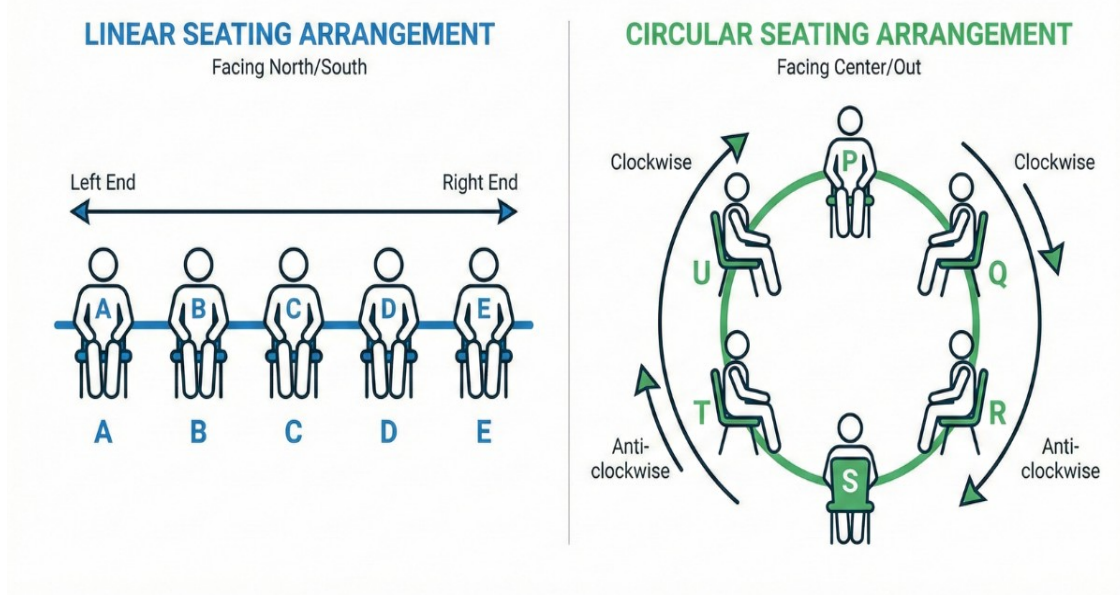 LINEAR SEATING ARRANGEMENT
Facing North/South
Left End
Right End
A
B
C
D
E
A
B
C
D
E
CIRCULAR SEATING ARRANGEMENT
Facing Center/Out
Clockwise
Clockwise
P
U
Q
T
R
S
Anti-
clockwise
Anti-
clockwise